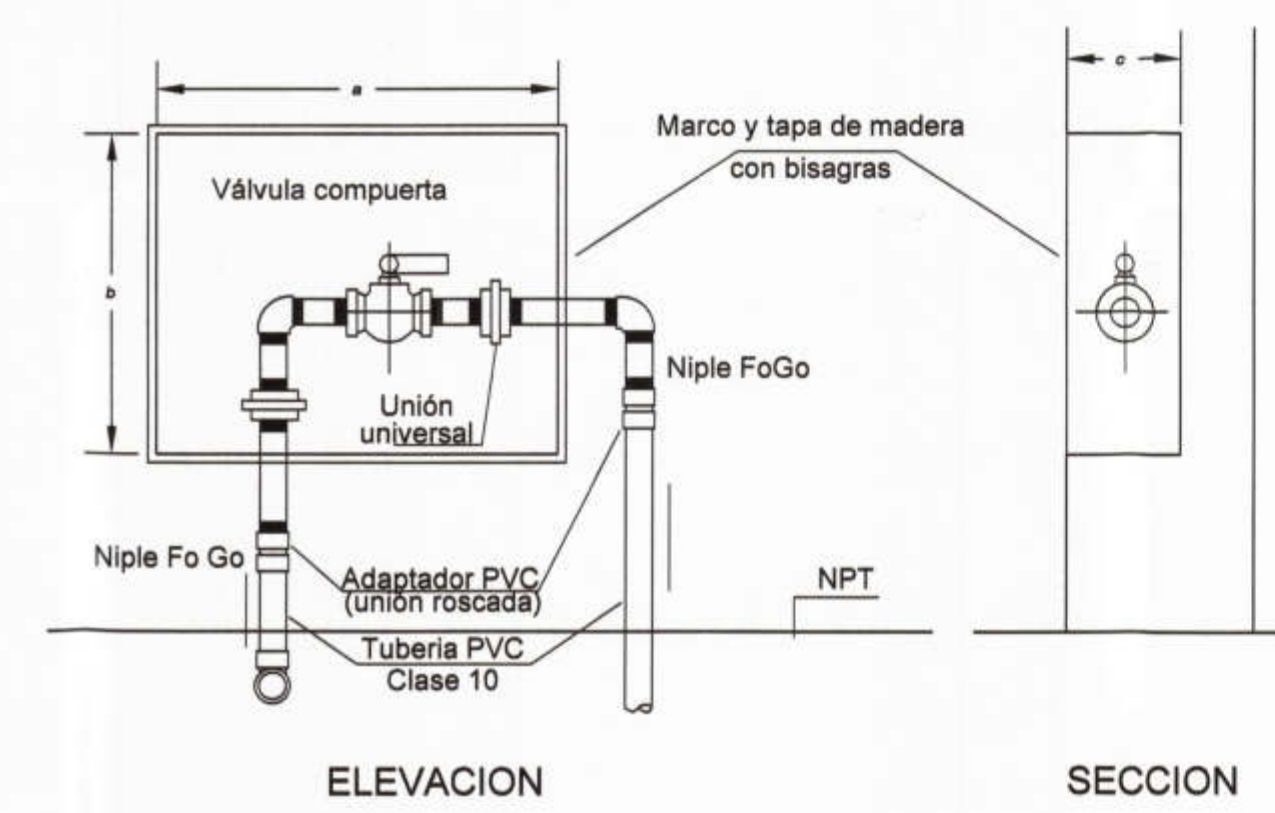 a
c
Marco y tapa de madera
con bisagras
Válvula compuerta
b
Niple FoGo
Unión
universal
Niple Fo Go
Adaptador PVC
(unión roscada)
NPT
Tuberia PVC
Clase 10
ELEVACION
SECCION